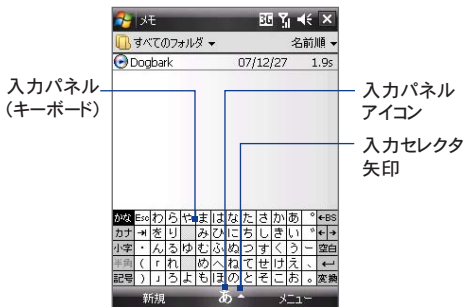 メモ
すべてのフォルダ 名前順
Dogbark 07/12/27 1.9s
入力パネル
(キーボード)
入力パネル
アイコン
入力セレクタ
矢印
かな Esc わ ら や ま は な た さ か あ ゜ ←BS
カナ →| を り み ひ に ち し き い ゛ ← →
小字 ・ ん る ゆ む ふ ぬ つ す く う ー 空白
半角 ( 「 れ め へ ね て せ け え 、 ↵
記号 ) 」 ろ よ も ほ の と そ こ お 。 変換
新規 あ メニュー